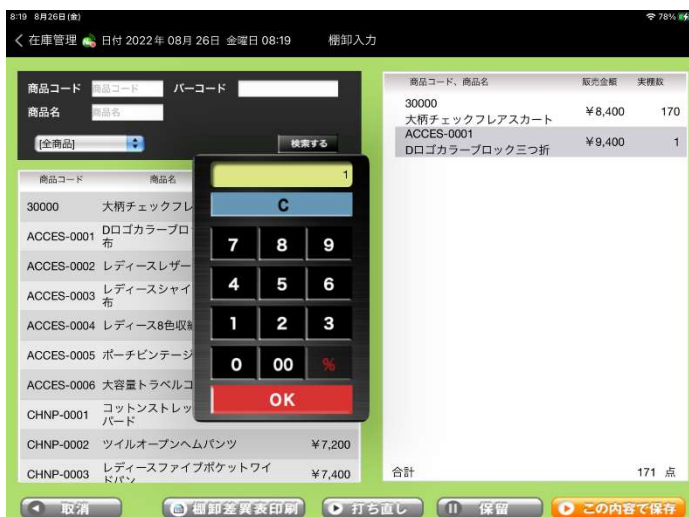 8:19 8月26日(金)
78%
在庫管理 日付 2022年 08月 26日 金曜日 08:19 棚卸入力
商品コード 商品コード バーコード
商品名 商品名
[全商品] 検索する
商品コード 商品名
30000 大柄チェックフレ
ACCES-0001 Dロゴカラーブロ
布
ACCES-0002 レディースレザー
ACCES-0003 レディースシャイ
布
ACCES-0004 レディース8色収納
ACCES-0005 ポーチビンテージ
ACCES-0006 大容量トラベルコ
CHNP-0001 コットンストレッ
パード
CHNP-0002 ツイルオープンヘムパンツ ¥7,200
CHNP-0003 レディースファイブポケットワイ
ドパン ¥7,400
1
C
7 8 9
4 5 6
1 2 3
0 00 %
OK
商品コード、商品名 販売金額 実棚数
30000
大柄チェックフレアスカート ¥8,400 170
ACCES-0001
Dロゴカラーブロック三つ折 ¥9,400 1
合計 171 点
取消 棚卸差異表印刷 打ち直し 保留 この内容で保存